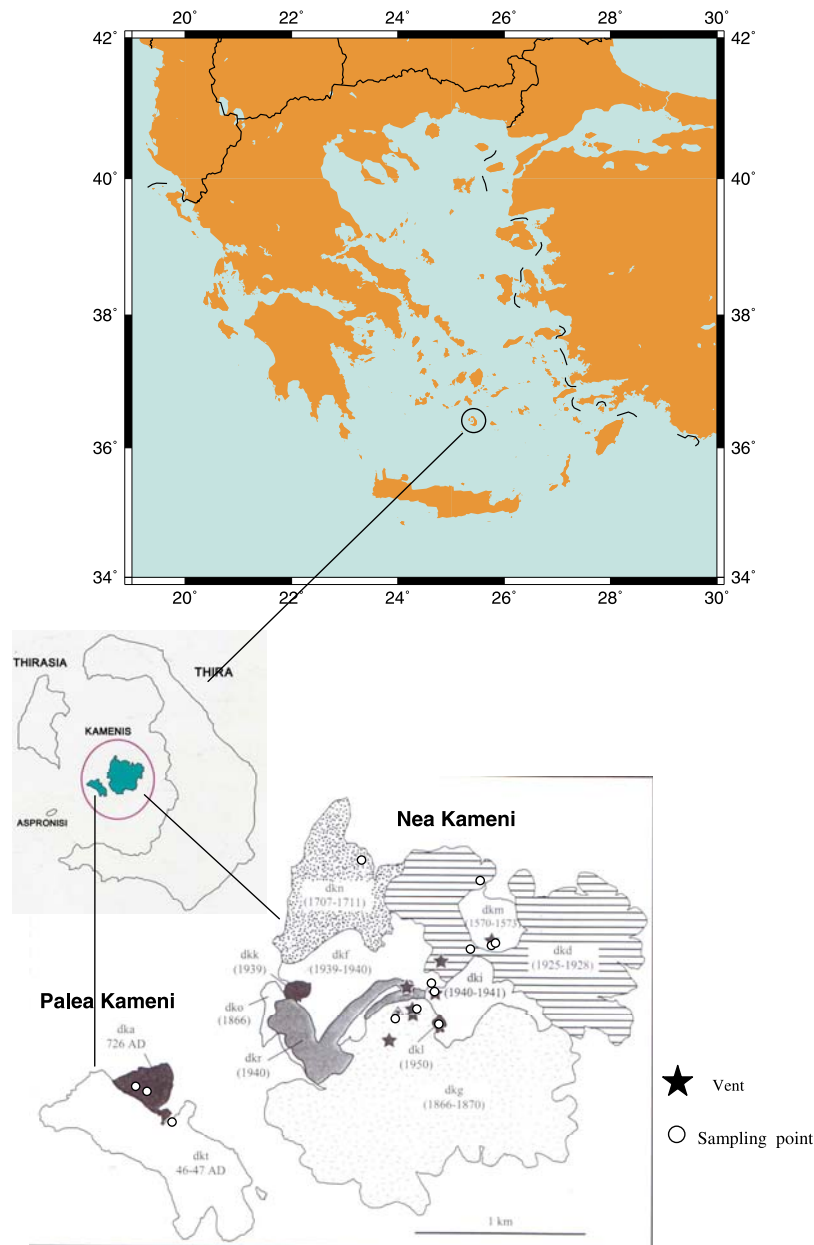 20˚ 22˚ 24˚ 26˚ 28˚ 30˚
42˚ 42˚
40˚ 40˚
38˚ 38˚
36˚ 36˚
34˚ 34˚
20˚ 22˚ 24˚ 26˚ 28˚ 30˚
THIRASIA
THIRA
KAMENIS
ASPRONISI
Nea Kameni
dkn
(1707-1711)
dkm
(1570-1573)
dkd
(1925-1928)
dkf
(1939-1940)
dkk
(1939)
dki
(1940-1941)
dko
(1866)
dkr
(1940)
dkl
(1950)
dkg
(1866-1870)
Palea Kameni
dka
726 AD
dkt
46-47 AD
Vent
Sampling point
1 km